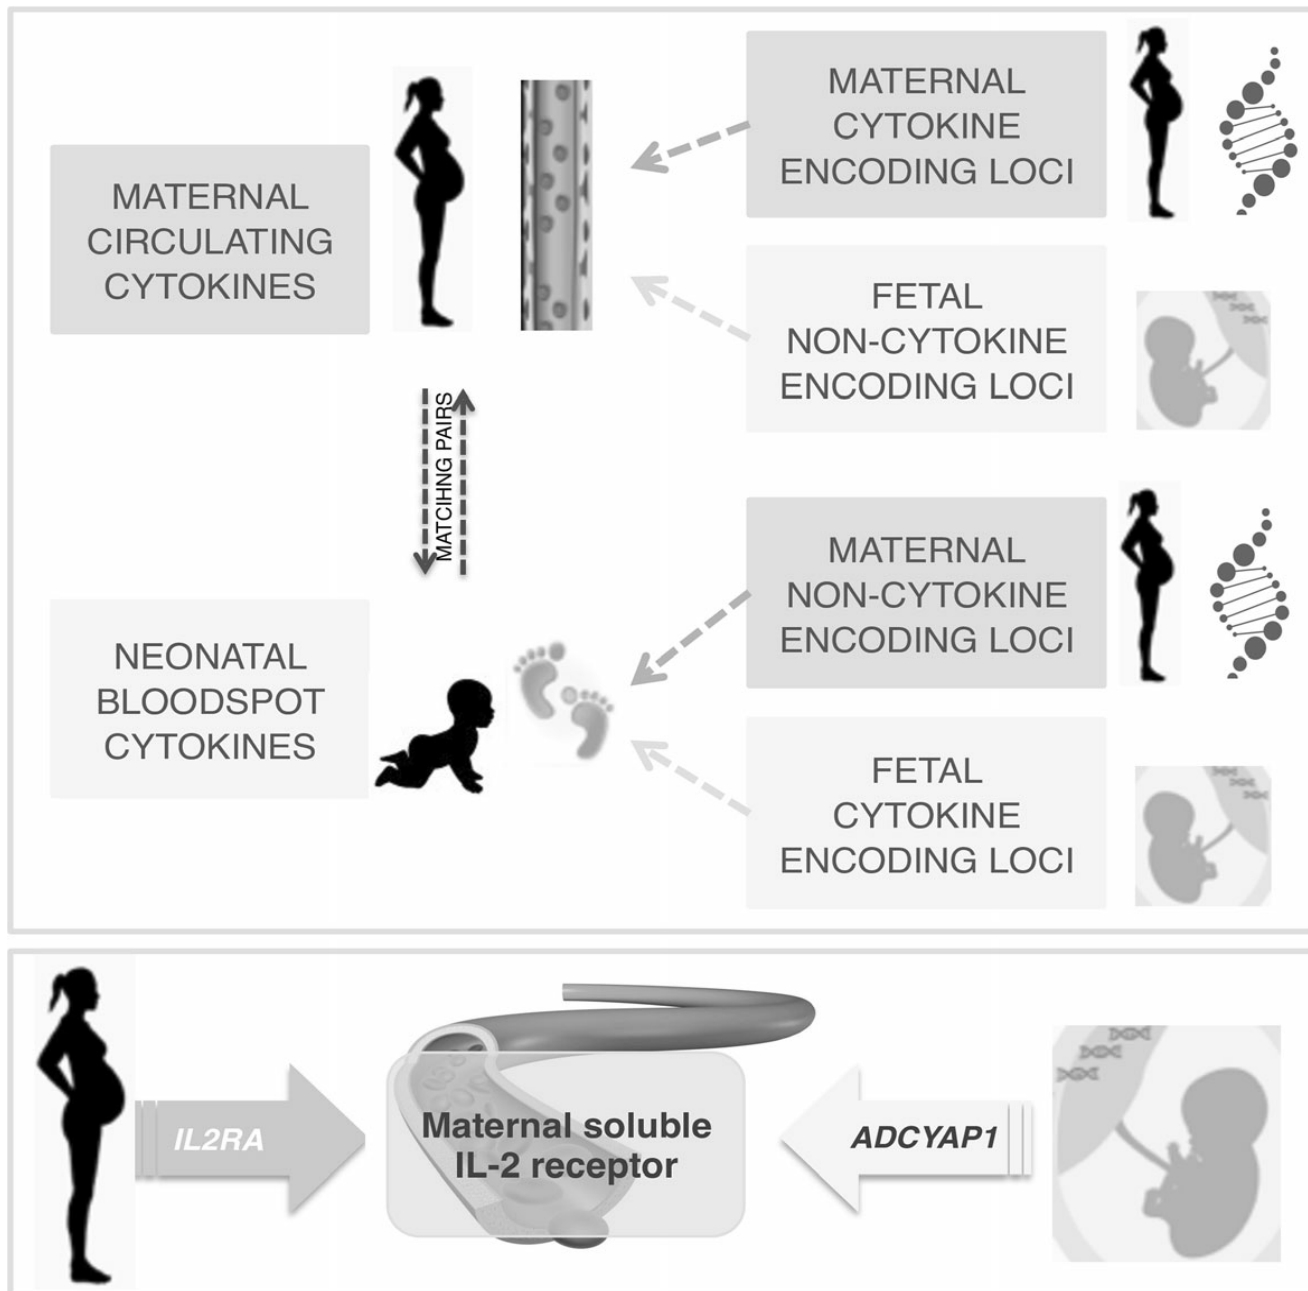 MATERNAL
CIRCULATING
CYTOKINES
MATERNAL
CYTOKINE
ENCODING LOCI
FETAL
NON-CYTOKINE
ENCODING LOCI
MATCIHNG PAIRS
NEONATAL
BLOODSPOT
CYTOKINES
MATERNAL
NON-CYTOKINE
ENCODING LOCI
FETAL
CYTOKINE
ENCODING LOCI
IL2RA
Maternal soluble
IL-2 receptor
ADCYAP1